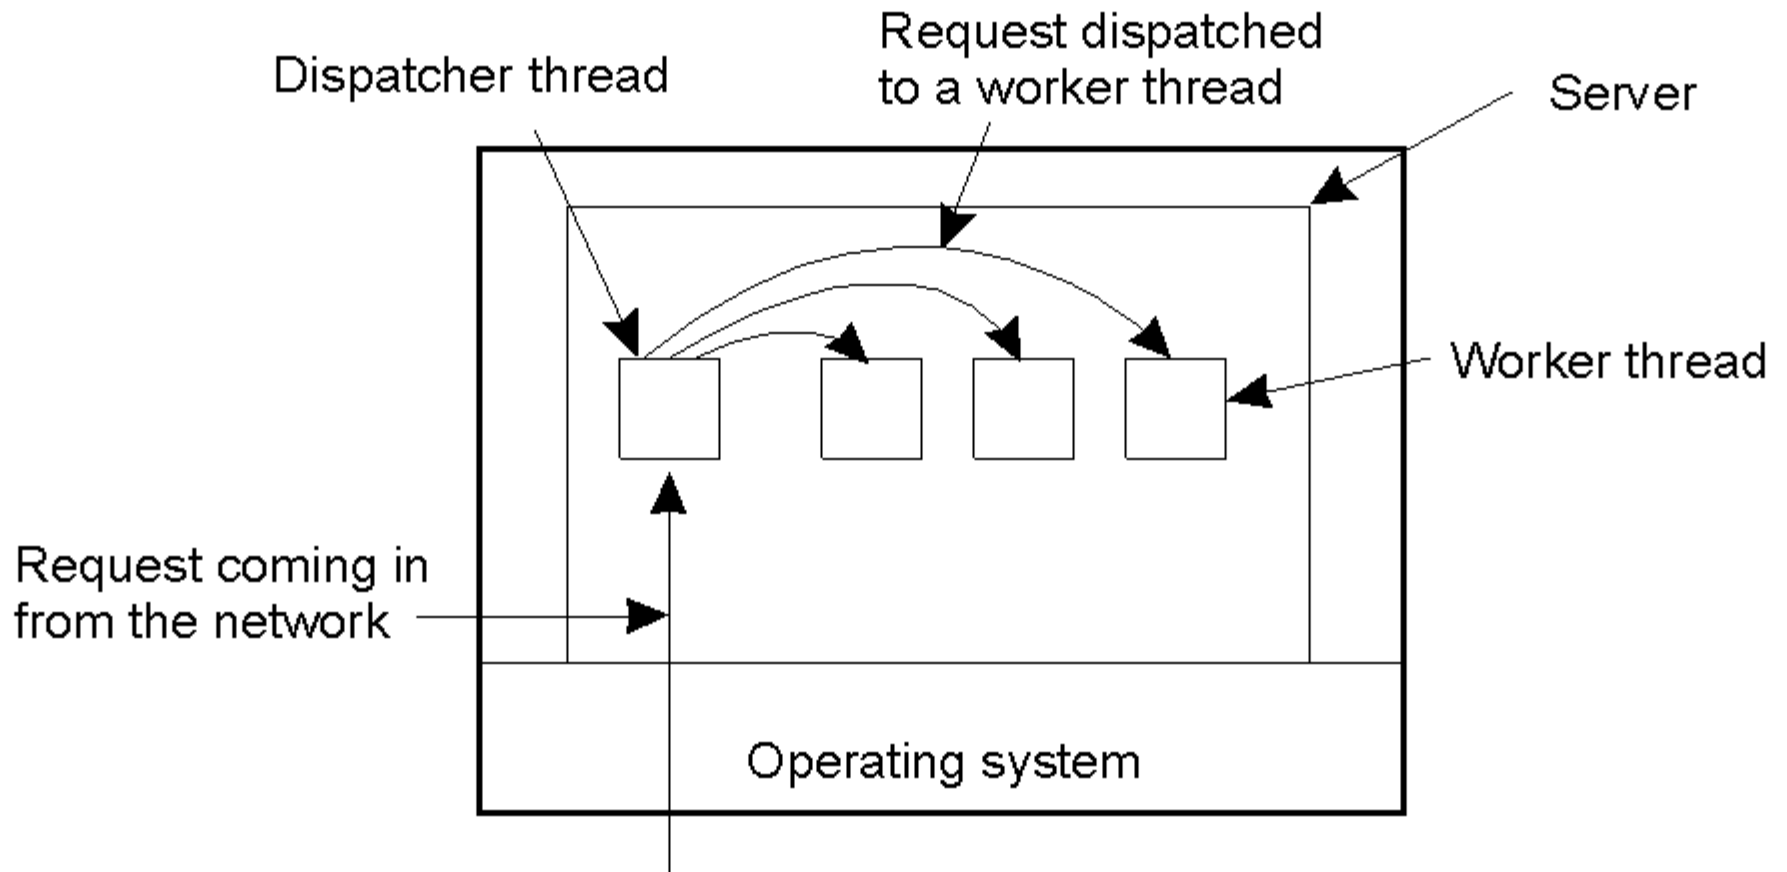 Request dispatched
to a worker thread
Dispatcher thread
Server
Worker thread
Request coming in
from the network
Operating system